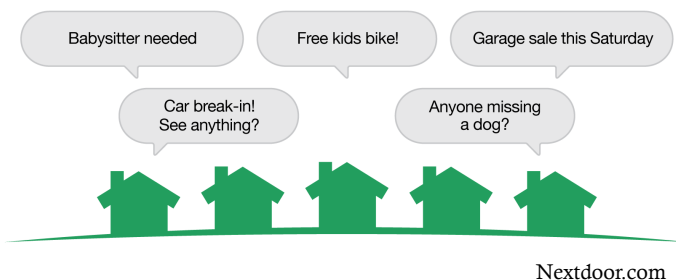 Babysitter needed
Free kids bike!
Garage sale this Saturday
Car break-in!
See anything?
Anyone missing
a dog?
Nextdoor.com